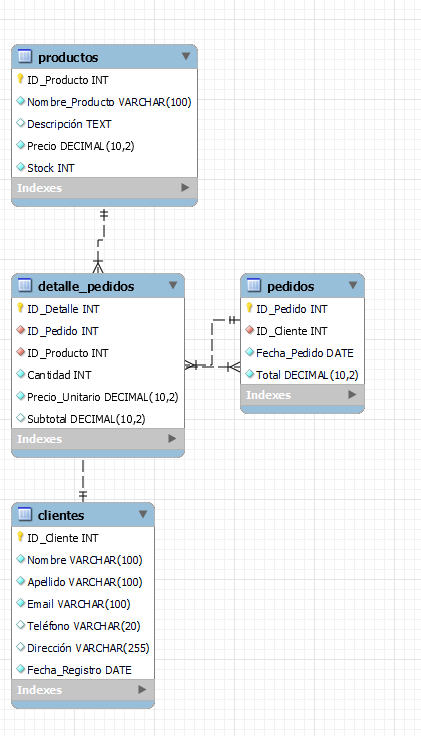 productos
ID_Producto INT
Nombre_Producto VARCHAR(100)
Descripción TEXT
Precio DECIMAL(10,2)
Stock INT
Indexes
detalle_pedidos
ID_Detalle INT
ID_Pedido INT
ID_Producto INT
Cantidad INT
Precio_Unitario DECIMAL(10,2)
Subtotal DECIMAL(10,2)
Indexes
pedidos
ID_Pedido INT
ID_Cliente INT
Fecha_Pedido DATE
Total DECIMAL(10,2)
Indexes
clientes
ID_Cliente INT
Nombre VARCHAR(100)
Apellido VARCHAR(100)
Email VARCHAR(100)
Teléfono VARCHAR(20)
Dirección VARCHAR(255)
Fecha_Registro DATE
Indexes